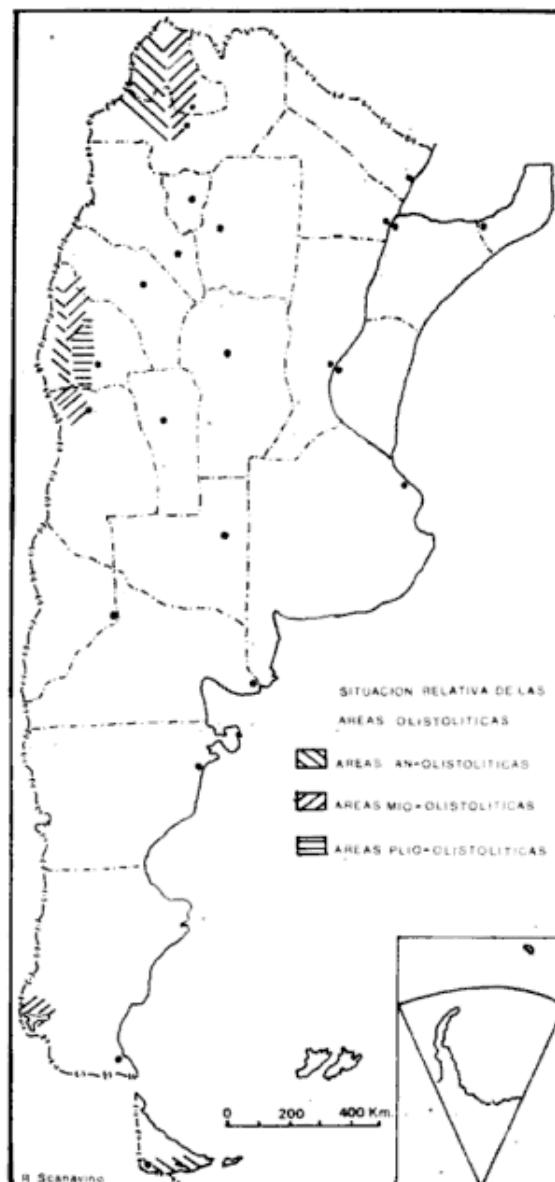 SITUACION RELATIVA DE LAS
AREAS OLISTOLITICAS
AREAS AN-OLISTOLITICAS
AREAS MIO-OLISTOLITICAS
AREAS PLIO-OLISTOLITICAS
0 200 400 Km.
R Scanavino